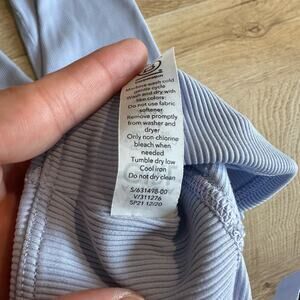 Machine wash cold
gentle cycle
Wash and dry with
like colors
Do not use fabric
softener
Remove promptly
from washer and
dryer
Only non chlorine
bleach when
needed
Tumble dry low
Cool iron
Do not dry clean
S/631498-00
V/311276
SP21 12/20